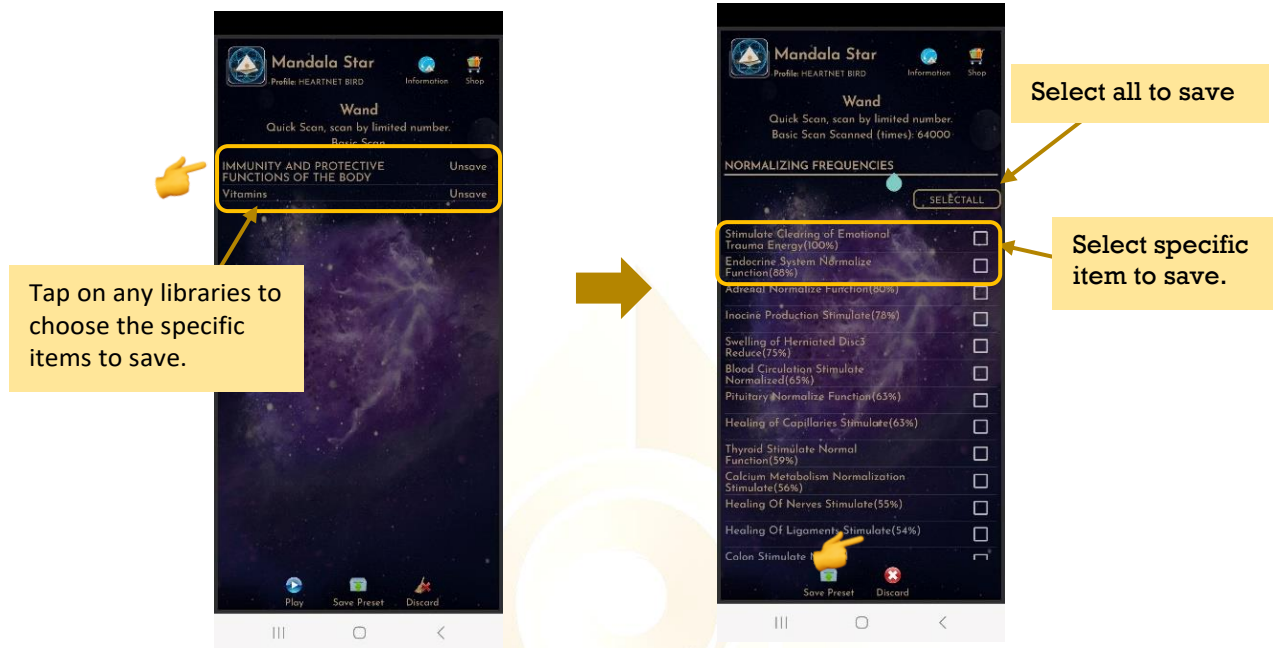 Mandala Star
Profile: HEARTNET BIRD
Information
Shop
Wand
Quick Scan, scan by limited number.
Basic Scan
IMMUNITY AND PROTECTIVE
FUNCTIONS OF THE BODY
Unsave
Vitamins
Unsave
Tap on any libraries to
choose the specific
items to save.
Play
Save Preset
Discard
Mandala Star
Profile: HEARTNET BIRD
Information
Shop
Wand
Quick Scan, scan by limited number.
Basic Scan Scanned (times): 64000
NORMALIZING FREQUENCIES
SELECTALL
Stimulate Clearing of Emotional
Trauma Energy(100%)
Endocrine System Normalize
Function(88%)
Adrenal Normalize Function(80%)
Inocine Production Stimulate(78%)
Swelling of Herniated Disc3
Reduce(75%)
Blood Circulation Stimulate
Normalized(65%)
Pituitary Normalize Function(63%)
Healing of Capillaries Stimulate(63%)
Thyroid Stimulate Normal
Function(59%)
Calcium Metabolism Normalization
Stimulate(56%)
Healing Of Nerves Stimulate(55%)
Healing Of Ligaments Stimulate(54%)
Colon Stimulate
Save Preset
Discard
Select all to save
Select specific
item to save.